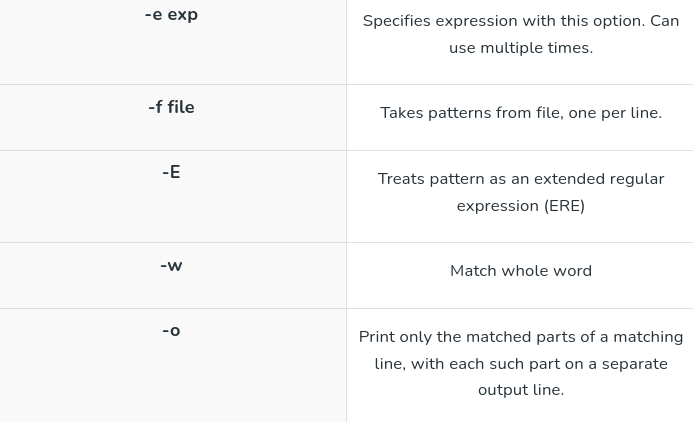 -e exp
Specifies expression with this option. Can
use multiple times.
-f file
Takes patterns from file, one per line.
-E
Treats pattern as an extended regular
expression (ERE)
-w
Match whole word
-o
Print only the matched parts of a matching
line, with each such part on a separate
output line.